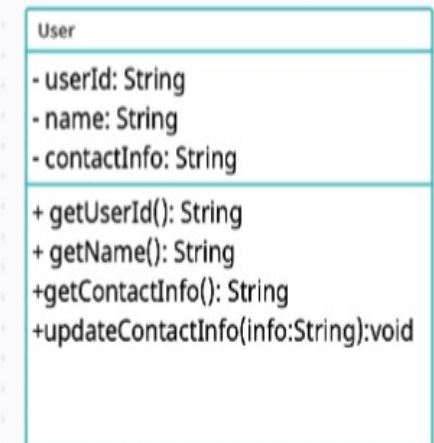 User
- userId: String
- name: String
- contactInfo: String
+ getUserId(): String
+ getName(): String
+getContactInfo(): String
+updateContactInfo(info:String):void